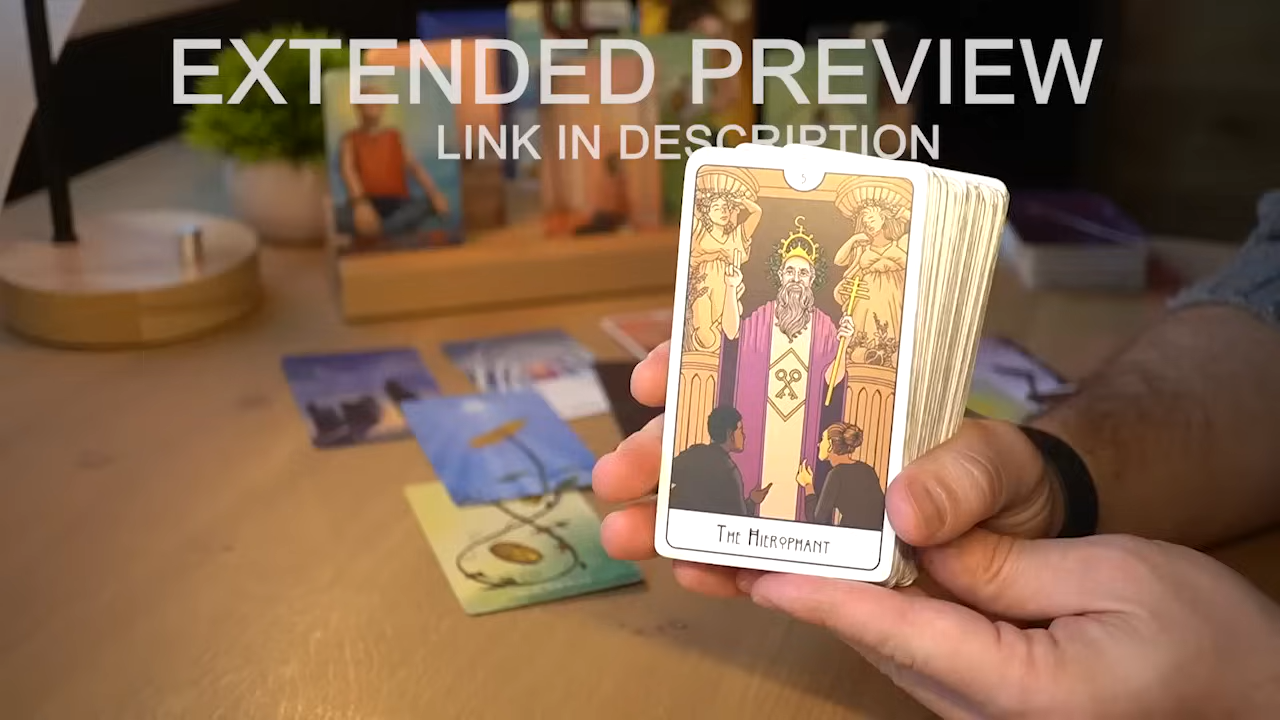 EXTENDED PREVIEW
LINK IN DESCRIPTION
5
THE HIEROPHANT